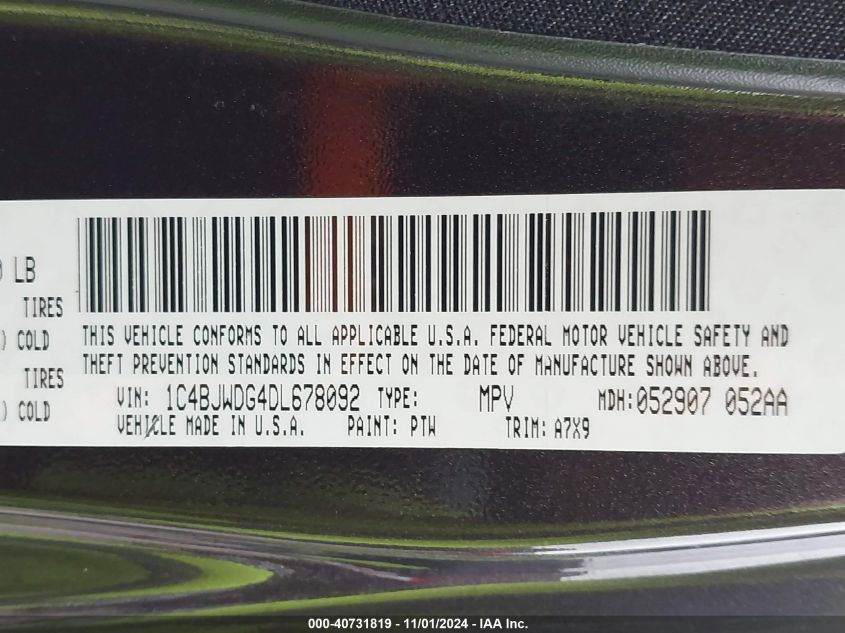 LB
TIRES
COLD
TIRES
COLD
THIS VEHICLE CONFORMS TO ALL APPLICABLE U.S.A. FEDERAL MOTOR VEHICLE SAFETY AND
THEFT PREVENTION STANDARDS IN EFFECT ON THE DATE OF MANUFACTURE SHOWN ABOVE.
VIN: 1C4BJWDG4DL678092 TYPE: MPV MDH:052907 052AA
VEHICLE MADE IN U.S.A. PAINT: PTW TRIM: A7X9
000-40731819 - 11/01/2024 - IAA Inc.